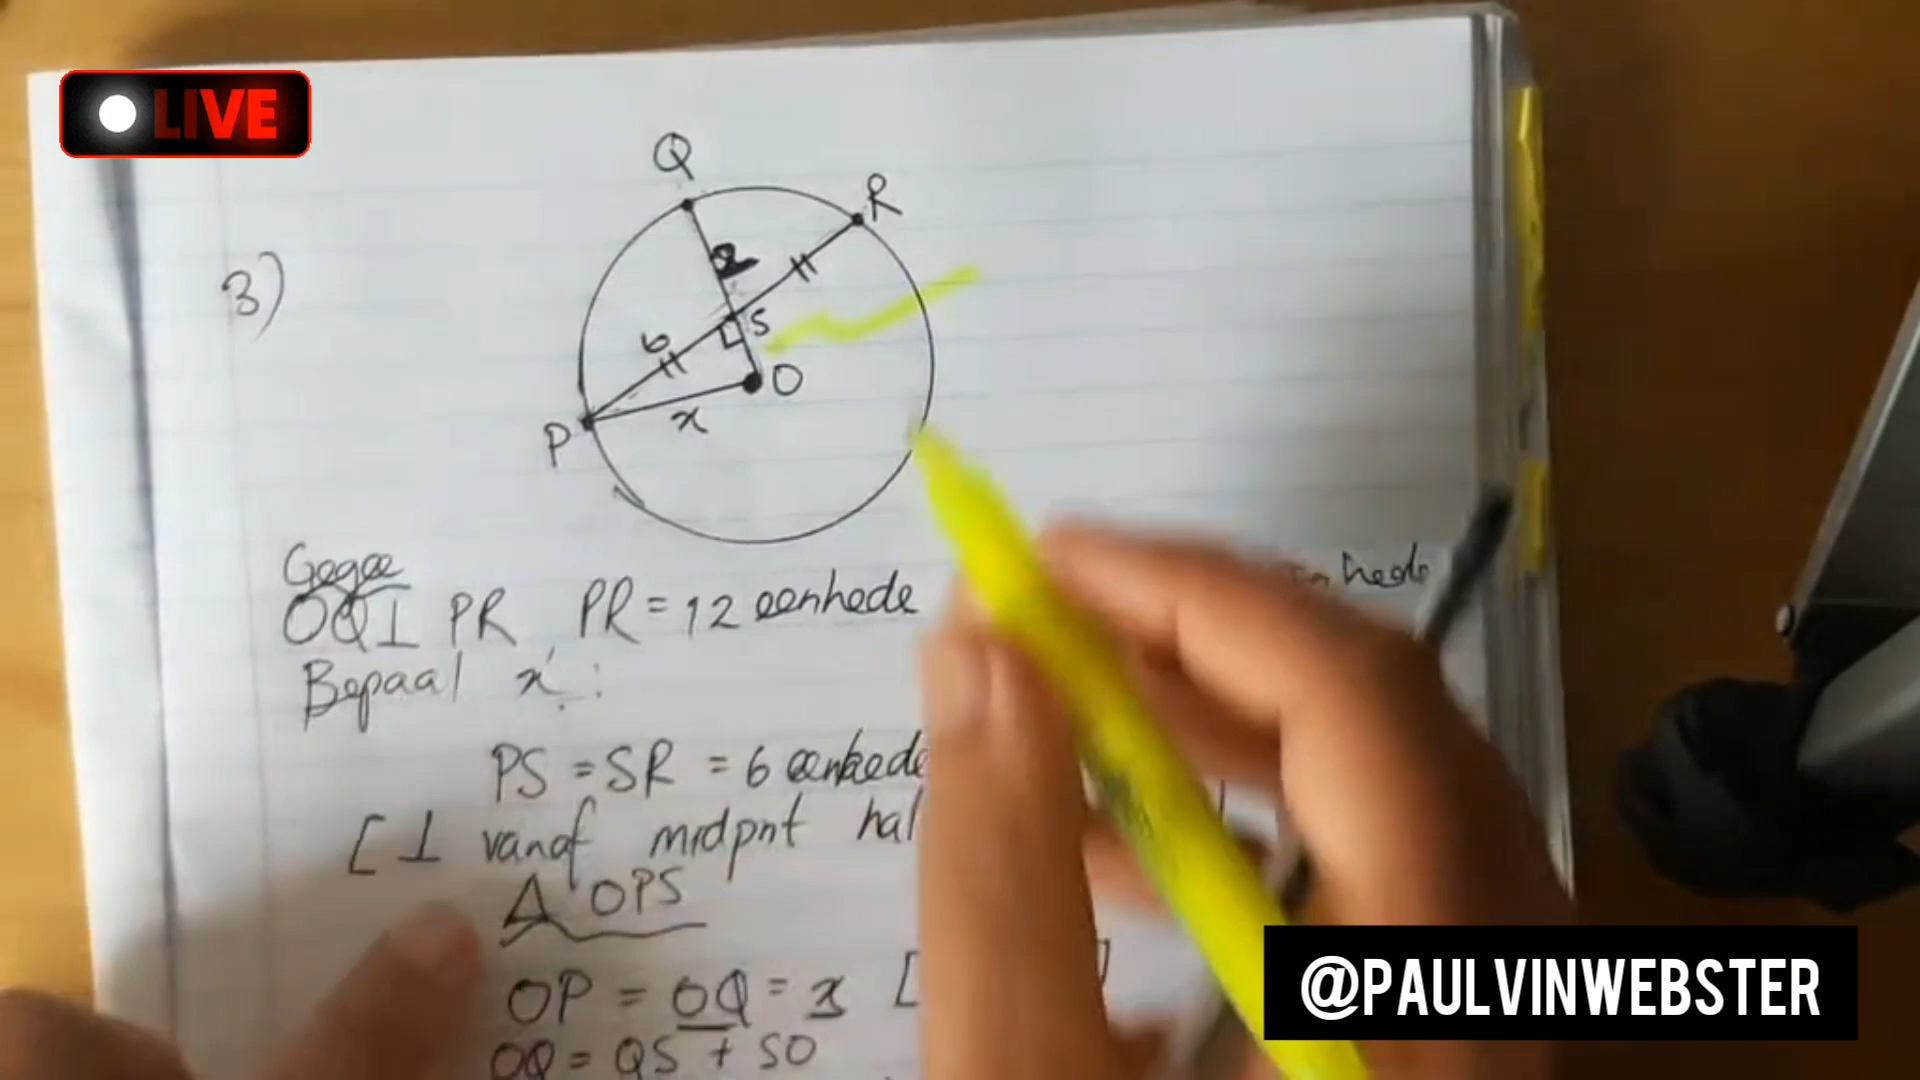 LIVE
3)
Q
R
2
S
6
O
x
P
Gegee
OQ ⊥ PR, PR = 12 eenhede
Bepaal x:
PS = SR = 6 eenhede
[⊥ vanaf midpnt
Δ OPS
OP = OQ = x [ ]
OQ = QS + SO
@PAULVINWEBSTER